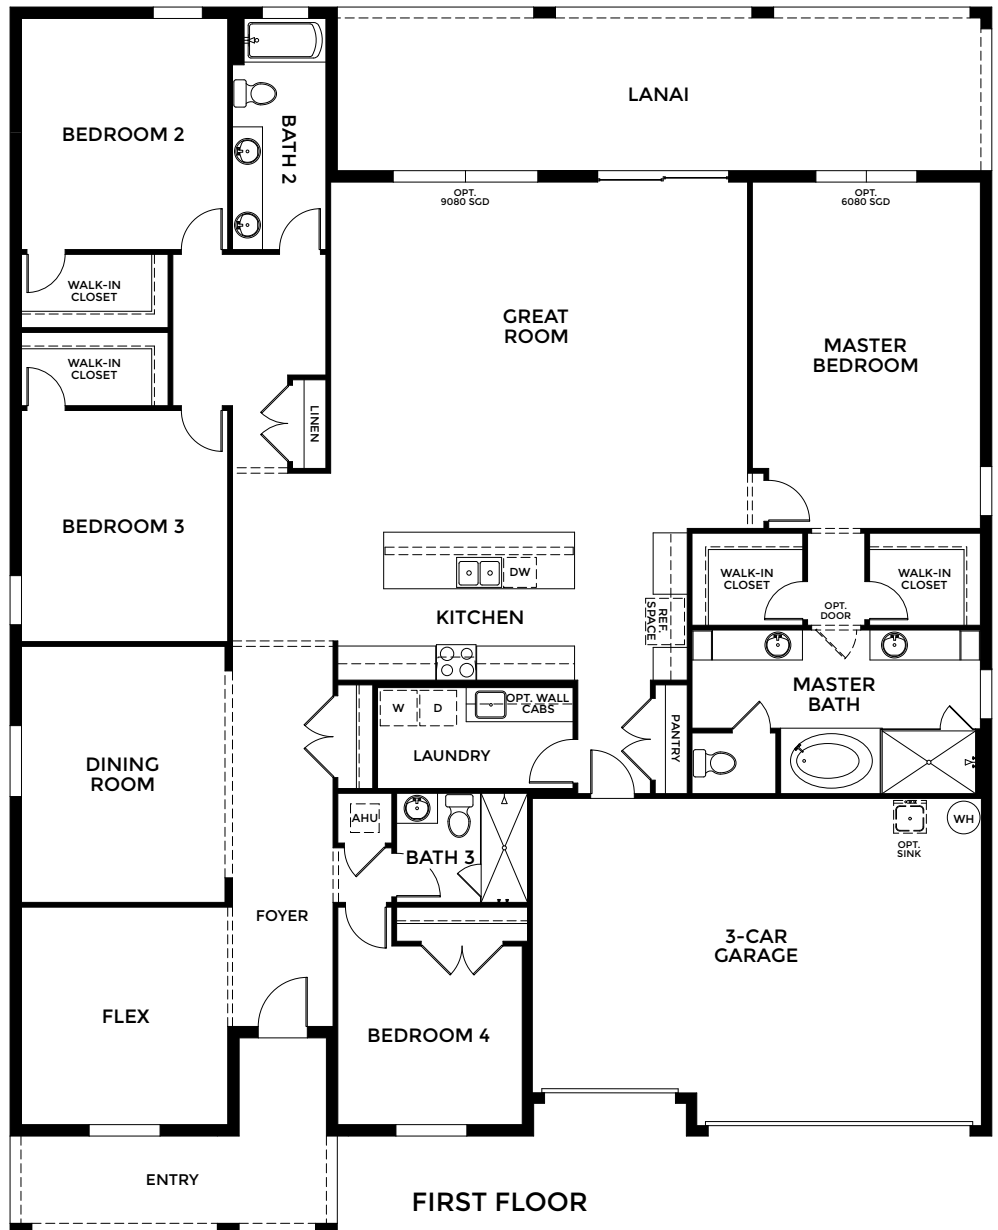 LANAI
BEDROOM 2
BATH 2
OPT.
9080 SGD
OPT.
6080 SGD
WALK-IN
CLOSET
GREAT
ROOM
MASTER
BEDROOM
WALK-IN
CLOSET
LINEN
BEDROOM 3
DW
WALK-IN
CLOSET
WALK-IN
CLOSET
OPT.
DOOR
KITCHEN
REF.
SPACE
MASTER
BATH
OPT. WALL
CABS
W
D
PANTRY
LAUNDRY
DINING
ROOM
AHU
WH
OPT.
SINK
BATH 3
FOYER
3-CAR
GARAGE
FLEX
BEDROOM 4
ENTRY
FIRST FLOOR